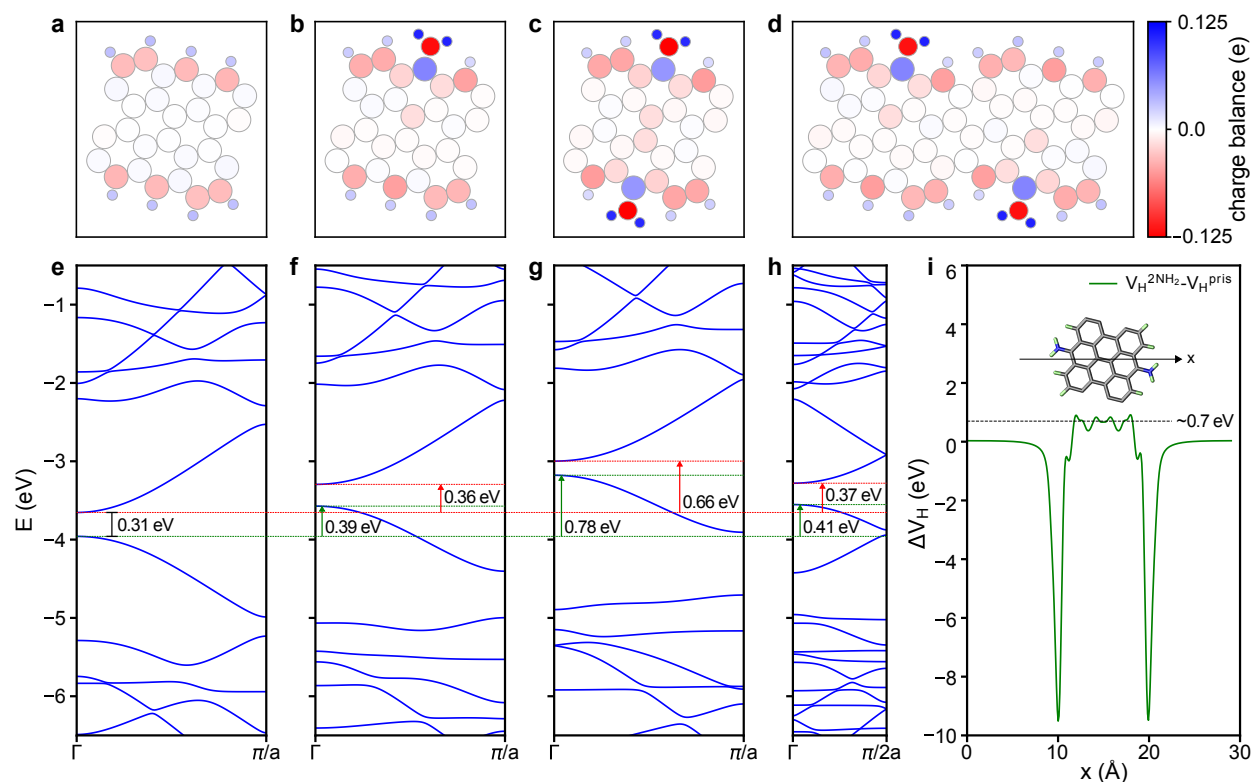 a
b
c
d
0.125
0.0
−0.125
charge balance (e)
e
f
g
h
i
E (eV)
−1
−2
−3
−4
−5
−6
0.31 eV
0.39 eV
0.36 eV
0.78 eV
0.66 eV
0.41 eV
0.37 eV
Γ
π/a
Γ
π/a
Γ
π/a
Γ
π/2a
ΔV_H (eV)
6
4
2
0
−2
−4
−6
−8
−10
V_H^2NH₂-V_H^pris
x
~0.7 eV
0
10
20
30
x (Å)